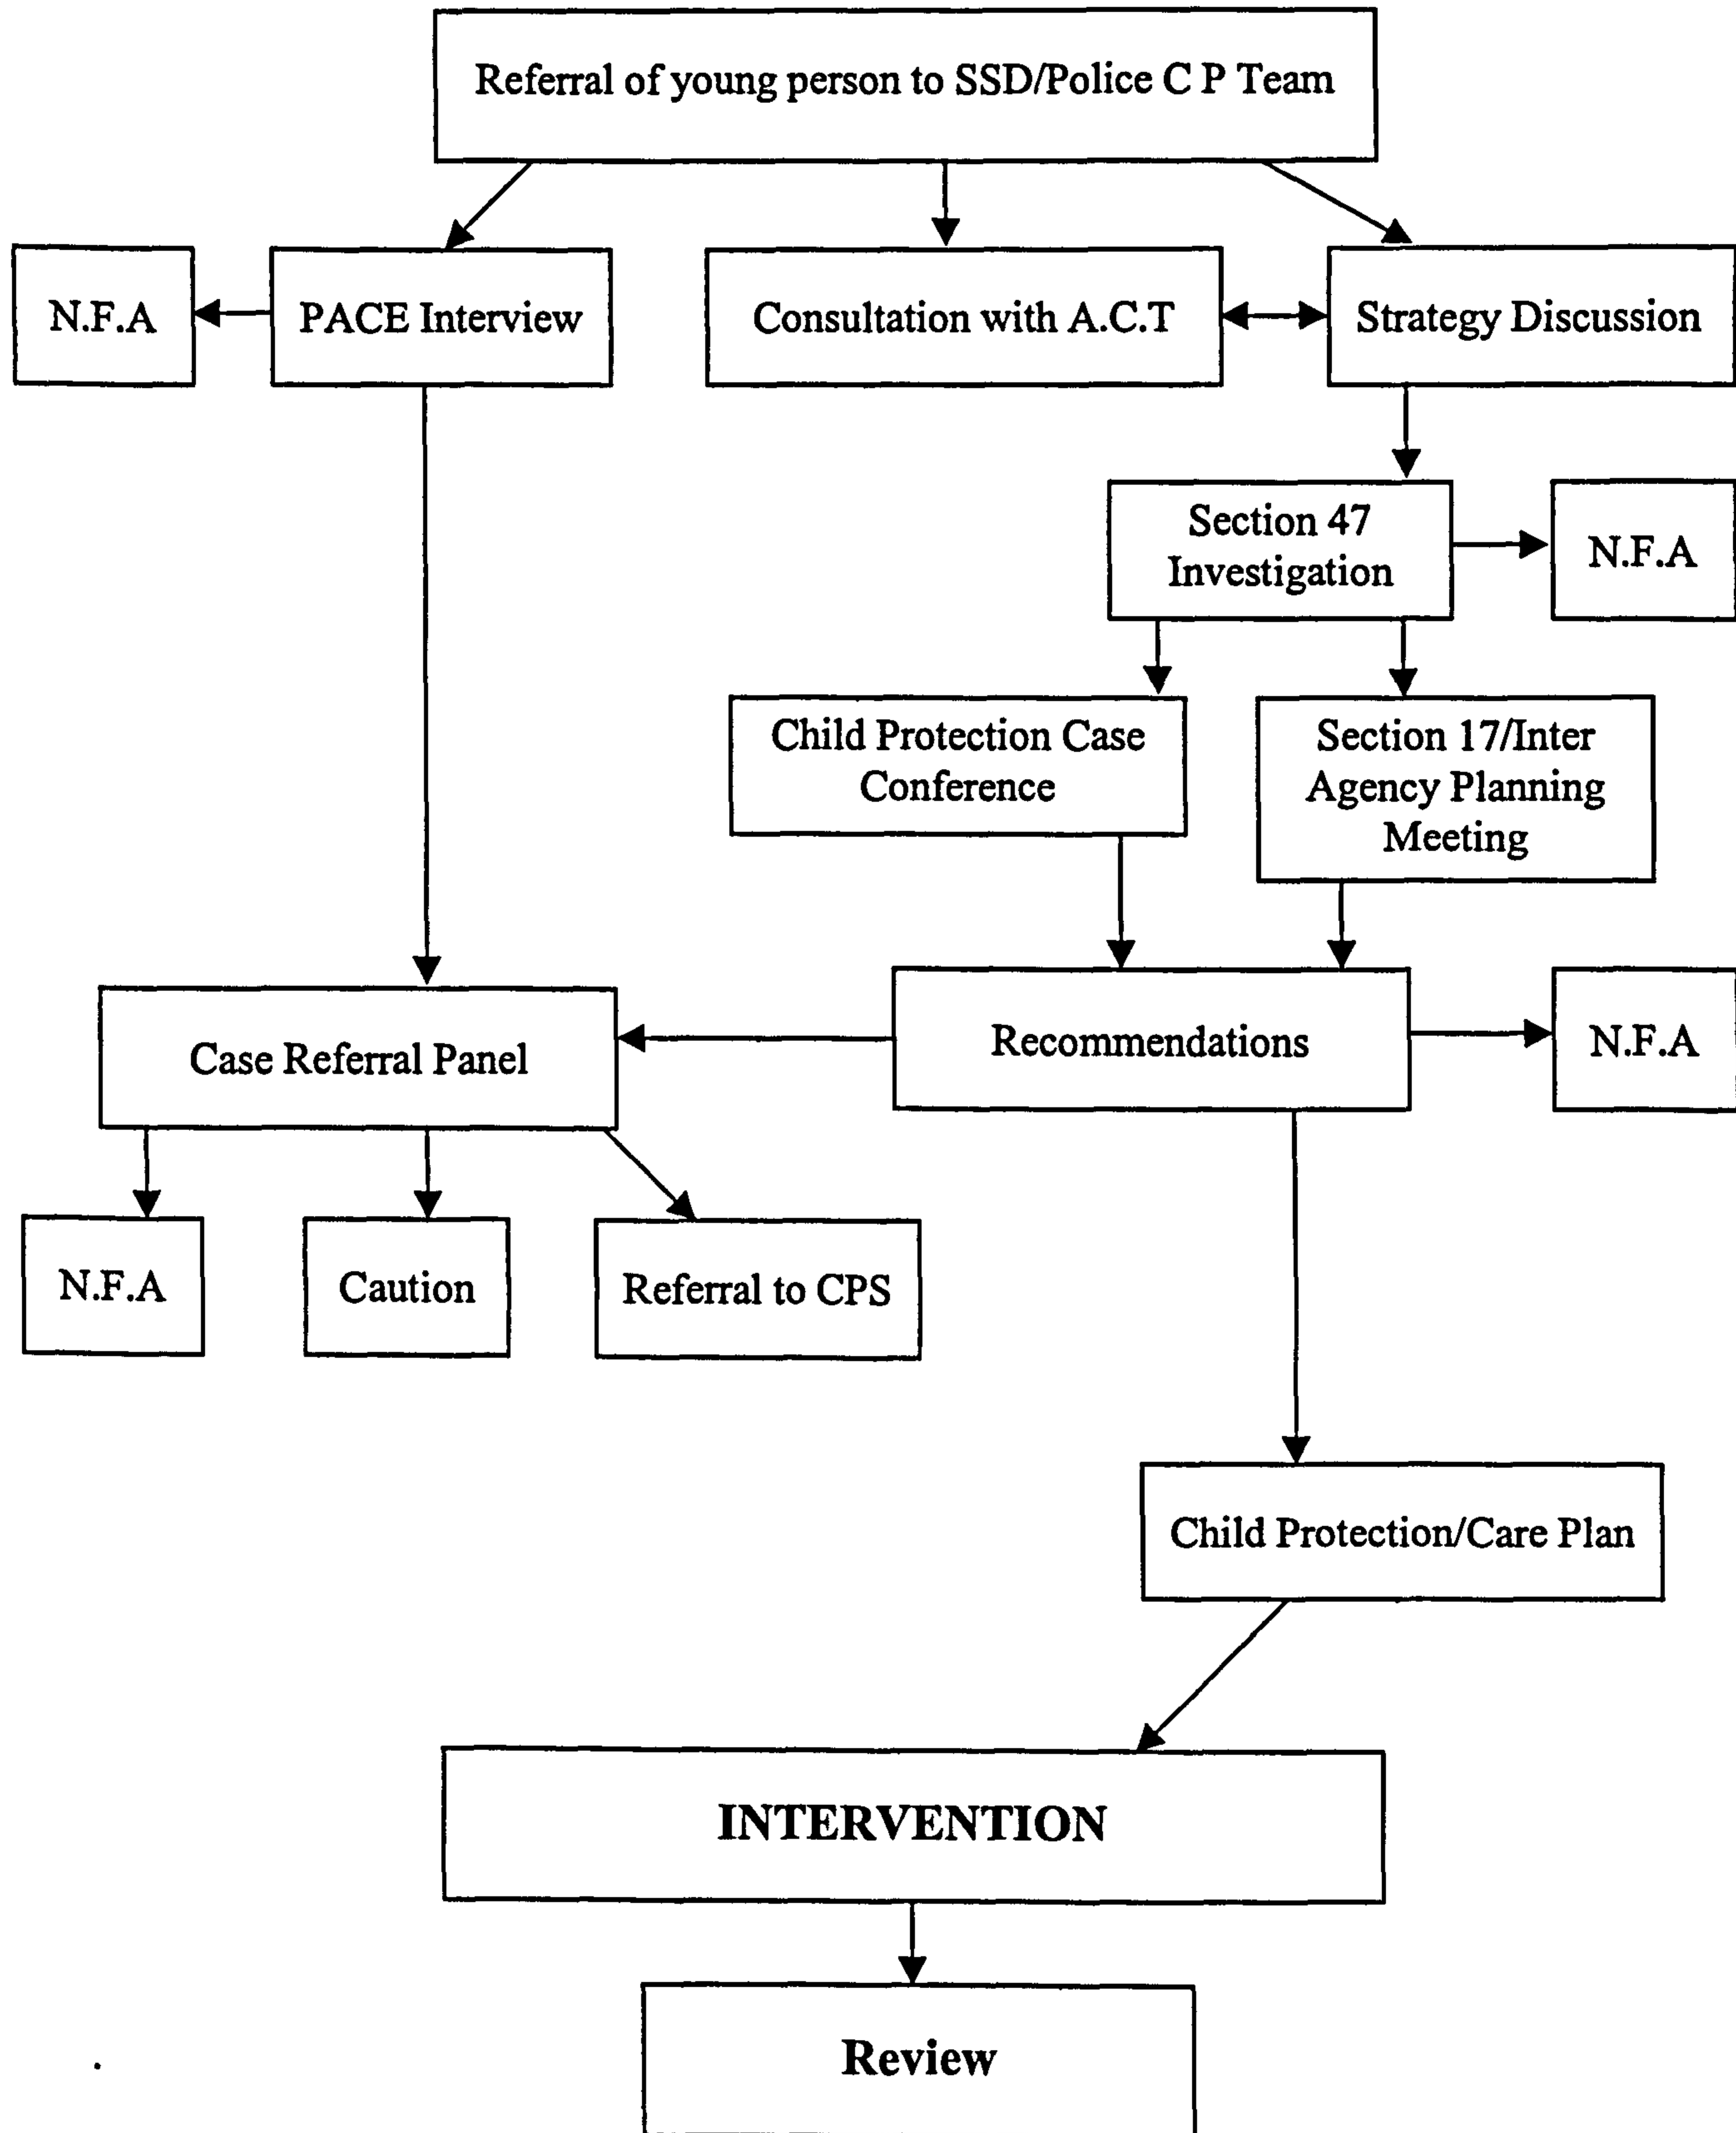 Referral of young person to SSD/Police C P Team
N.F.A
PACE Interview
Consultation with A.C.T
Strategy Discussion
Section 47
Investigation
N.F.A
Child Protection Case
Conference
Section 17/Inter
Agency Planning
Meeting
Case Referral Panel
Recommendations
N.F.A
N.F.A
Caution
Referral to CPS
Child Protection/Care Plan
INTERVENTION
Review